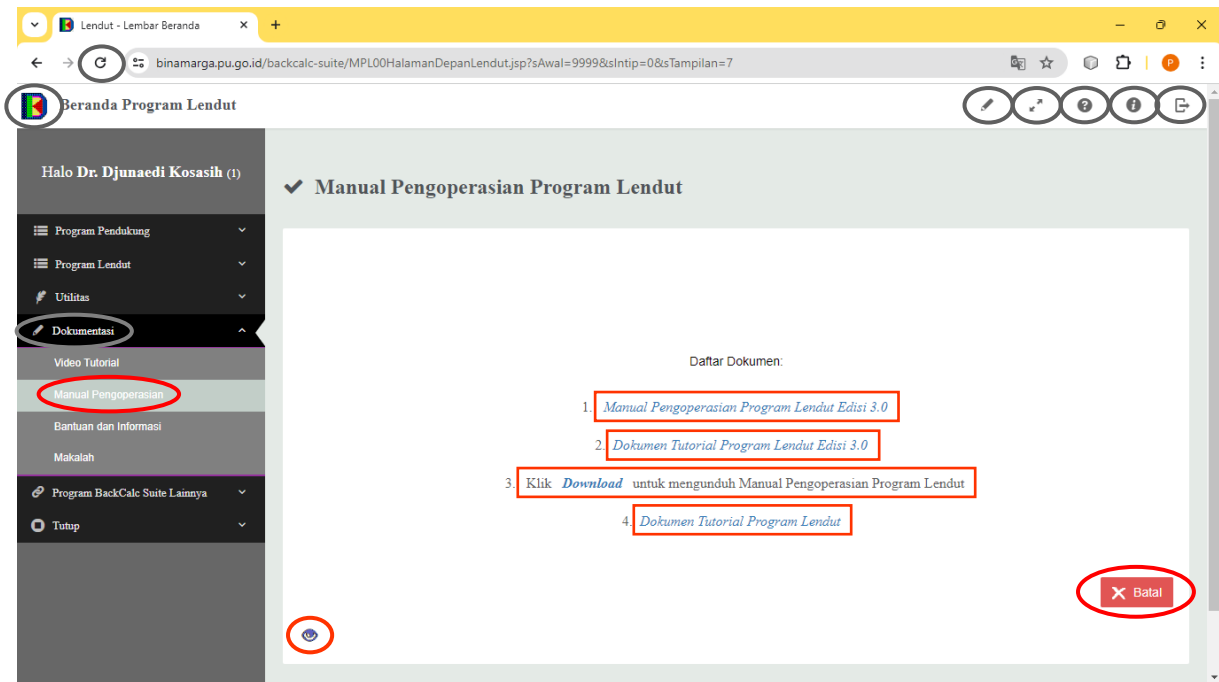 Lendut - Lembar Beranda
binamarga.pu.go.id/backcalc-suite/MPL00HalamanDepanLendut.jsp?sAwal=9999&sIntip=0&sTampilan=7
P
Beranda Program Lendut
Halo Dr. Djunaedi Kosasih (1)
Manual Pengoperasian Program Lendut
Program Pendukung
Program Lendut
Utilitas
Dokumentasi
Video Tutorial
Manual Pengoperasian
Bantuan dan Informasi
Makalah
Program BackCalc Suite Lainnya
Tutup
Daftar Dokumen:
1. Manual Pengoperasian Program Lendut Edisi 3.0
2. Dokumen Tutorial Program Lendut Edisi 3.0
3. Klik Download untuk mengunduh Manual Pengoperasian Program Lendut
4. Dokumen Tutorial Program Lendut
Batal